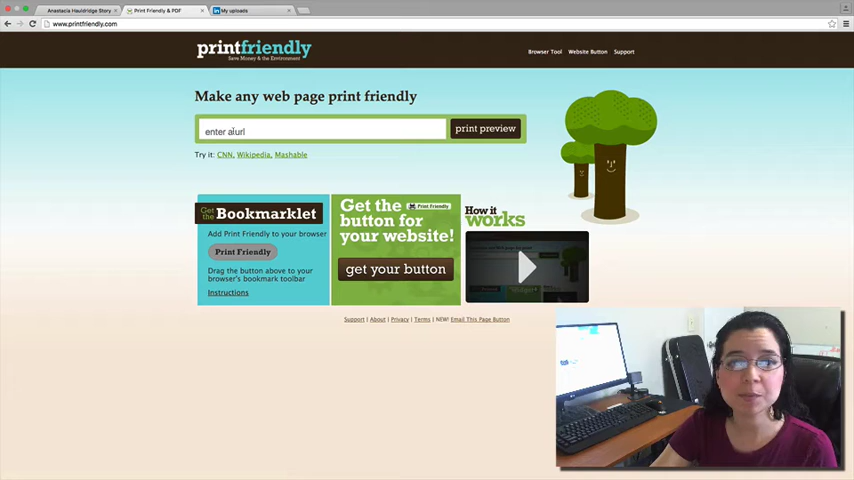 Anastacia Hauldridge Story
Print Friendly & PDF
My uploads
www.printfriendly.com
printfriendly
Save Money & the Environment
Browser Tool Website Button Support
Make any web page print friendly
enter a url
print preview
Try it: CNN, Wikipedia, Mashable
Get the Bookmarklet
Add Print Friendly to your browser
Print Friendly
Drag the button above to your
browser's bookmark toolbar
Instructions
Get the
Print Friendly
button for
your website!
get your button
How it
works
Support | About | Privacy | Terms | NEW! Email This Page Button